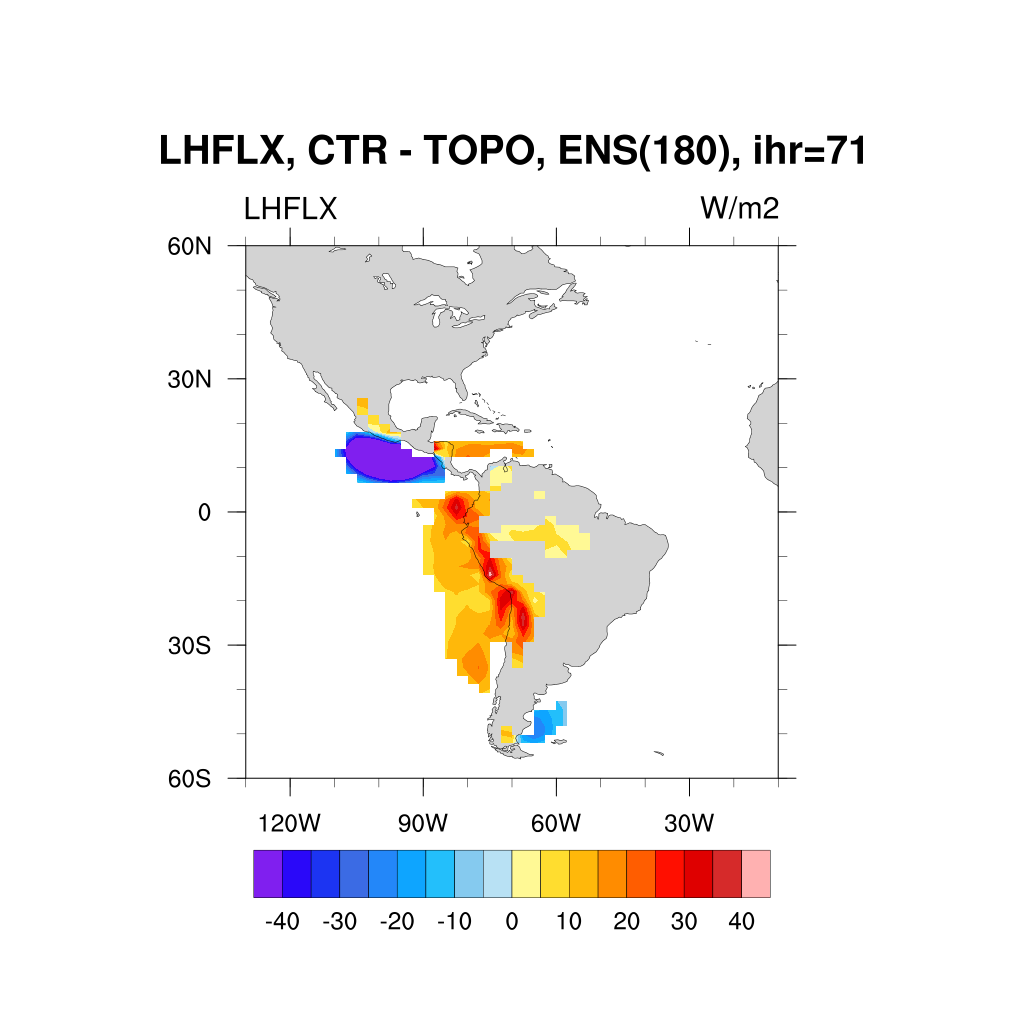 LHFLX, CTR - TOPO, ENS(180), ihr=71
LHFLX W/m2
60N
30N
0
30S
60S
120W 90W 60W 30W
-40 -30 -20 -10 0 10 20 30 40